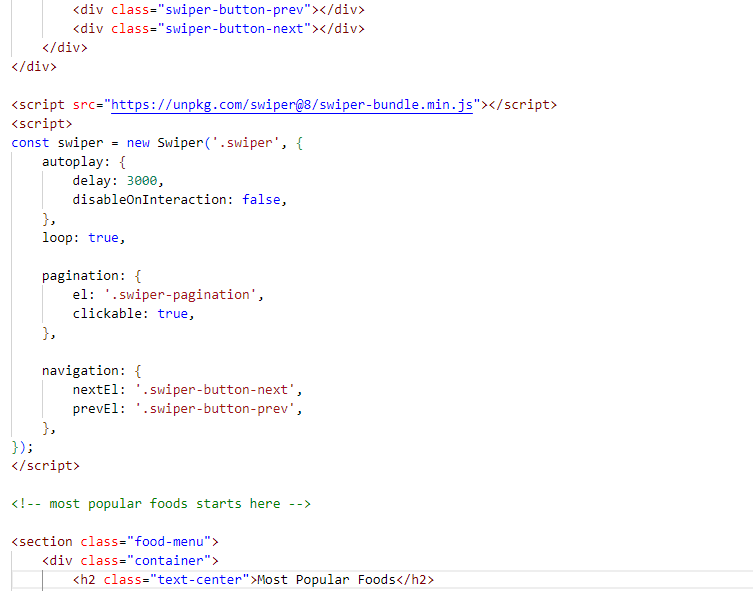 <div class="swiper-button-prev"></div>
<div class="swiper-button-next"></div>
</div>
</div>
<script src="https://unpkg.com/swiper@8/swiper-bundle.min.js"></script>
<script>
const swiper = new Swiper('.swiper', {
autoplay: {
delay: 3000,
disableOnInteraction: false,
},
loop: true,
pagination: {
el: '.swiper-pagination',
clickable: true,
},
navigation: {
nextEl: '.swiper-button-next',
prevEl: '.swiper-button-prev',
},
});
</script>
<!-- most popular foods starts here -->
<section class="food-menu">
<div class="container">
<h2 class="text-center">Most Popular Foods</h2>